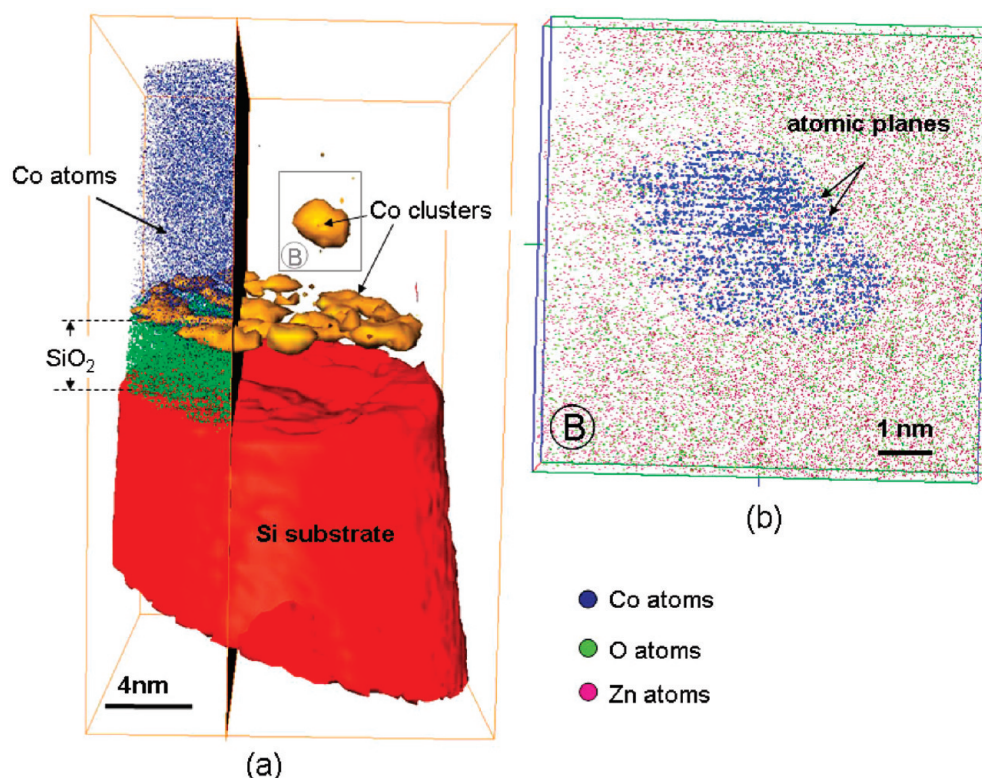 Co atoms
Co clusters
B
SiO₂
Si substrate
4nm
(a)
atomic planes
B
1 nm
(b)
Co atoms
O atoms
Zn atoms